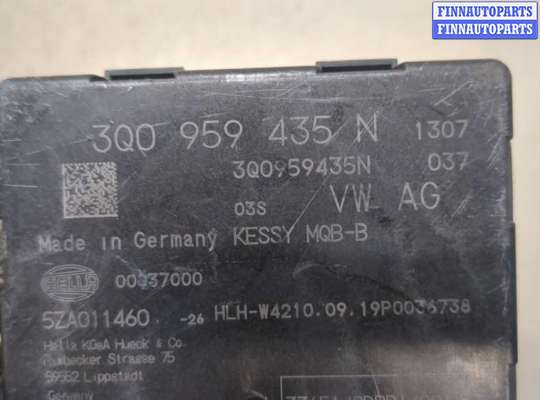 FINNAUTOPARTS
FINNAUTOPARTS
3Q0 959 435 N 1307
3Q0959435N 037
03S VW AG
Made in Germany KESSY MQB-B
HELLA 00037000
5ZA011460 -26 HLH-W4210.09.19P0036738
Hella KGaA Hueck & Co.
Rixbecker Strasse 75
59552 Lippstadt
Germany